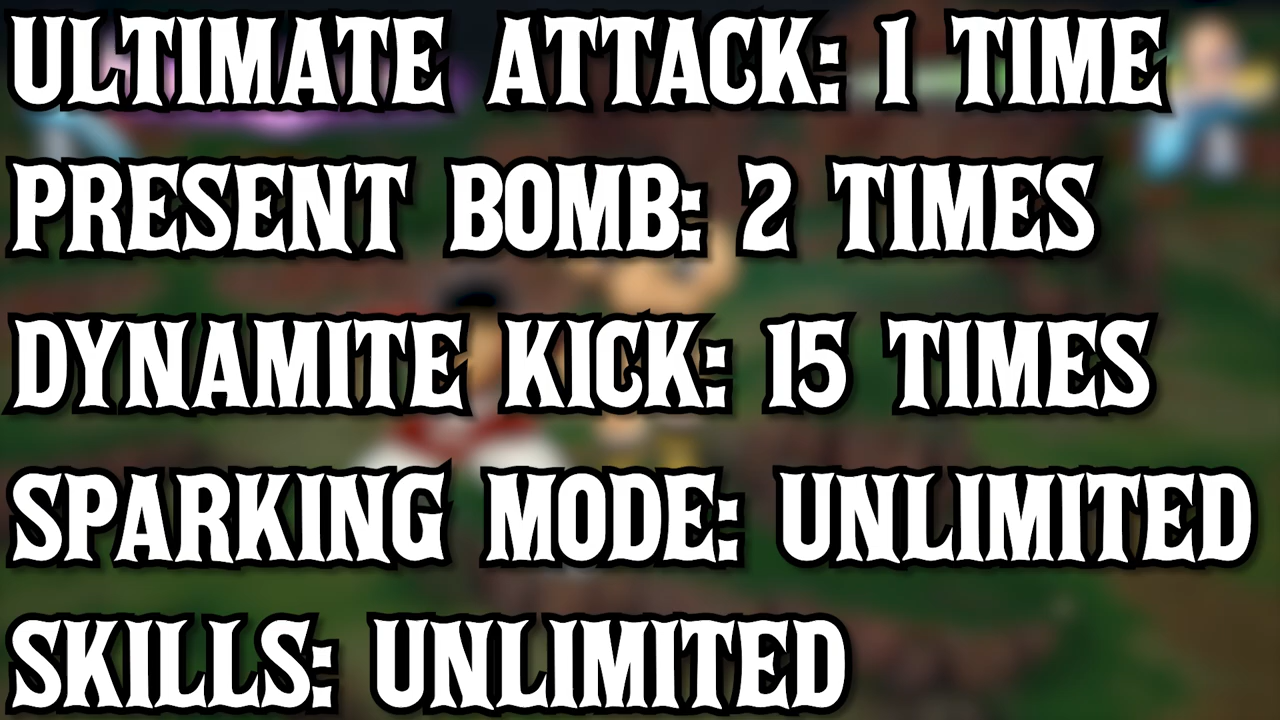 ULTIMATE ATTACK: 1 TIME
PRESENT BOMB: 2 TIMES
DYNAMITE KICK: 15 TIMES
SPARKING MODE: UNLIMITED
SKILLS: UNLIMITED